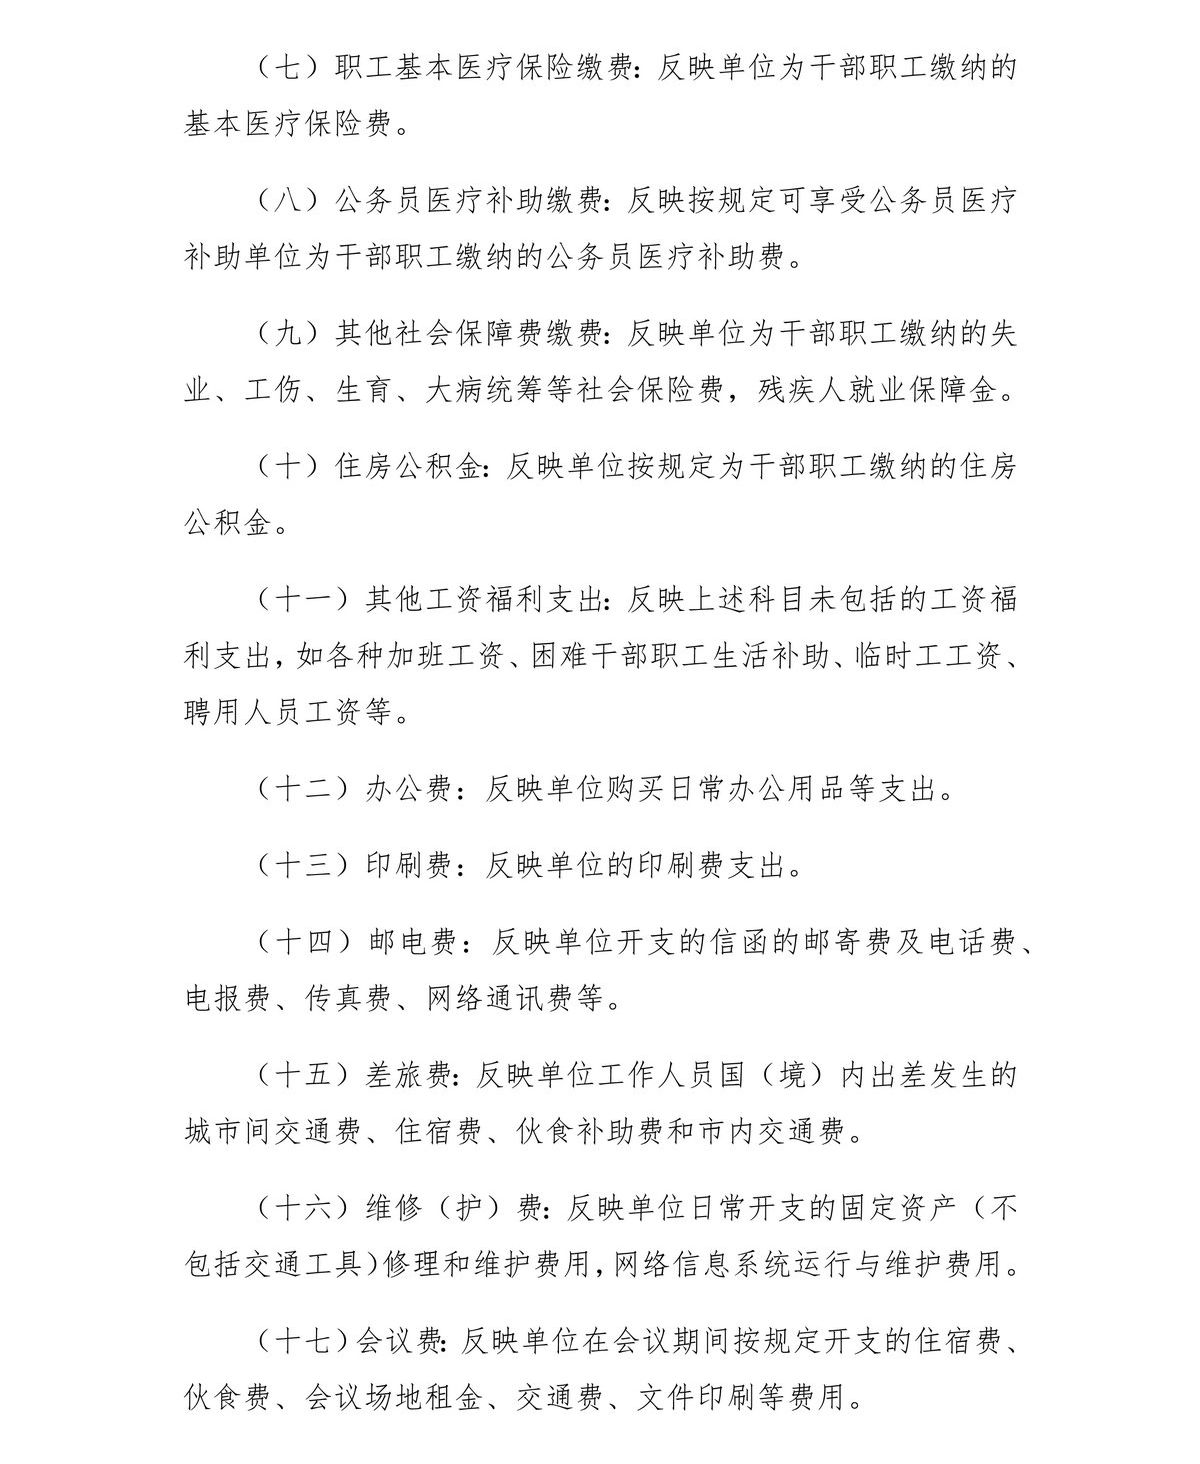 （七）职工基本医疗保险缴费：反映单位为干部职工缴纳的
基本医疗保险费。
（八）公务员医疗补助缴费：反映按规定可享受公务员医疗
补助单位为干部职工缴纳的公务员医疗补助费。
（九）其他社会保障费缴费：反映单位为干部职工缴纳的失
业、工伤、生育、大病统筹等社会保险费，残疾人就业保障金。
（十）住房公积金：反映单位按规定为干部职工缴纳的住房
公积金。
（十一）其他工资福利支出：反映上述科目未包括的工资福
利支出，如各种加班工资、困难干部职工生活补助、临时工工资、
聘用人员工资等。
（十二）办公费：反映单位购买日常办公用品等支出。
（十三）印刷费：反映单位的印刷费支出。
（十四）邮电费：反映单位开支的信函的邮寄费及电话费、
电报费、传真费、网络通讯费等。
（十五）差旅费：反映单位工作人员国（境）内出差发生的
城市间交通费、住宿费、伙食补助费和市内交通费。
（十六）维修（护）费：反映单位日常开支的固定资产（不
包括交通工具）修理和维护费用，网络信息系统运行与维护费用。
（十七）会议费：反映单位在会议期间按规定开支的住宿费、
伙食费、会议场地租金、交通费、文件印刷等费用。